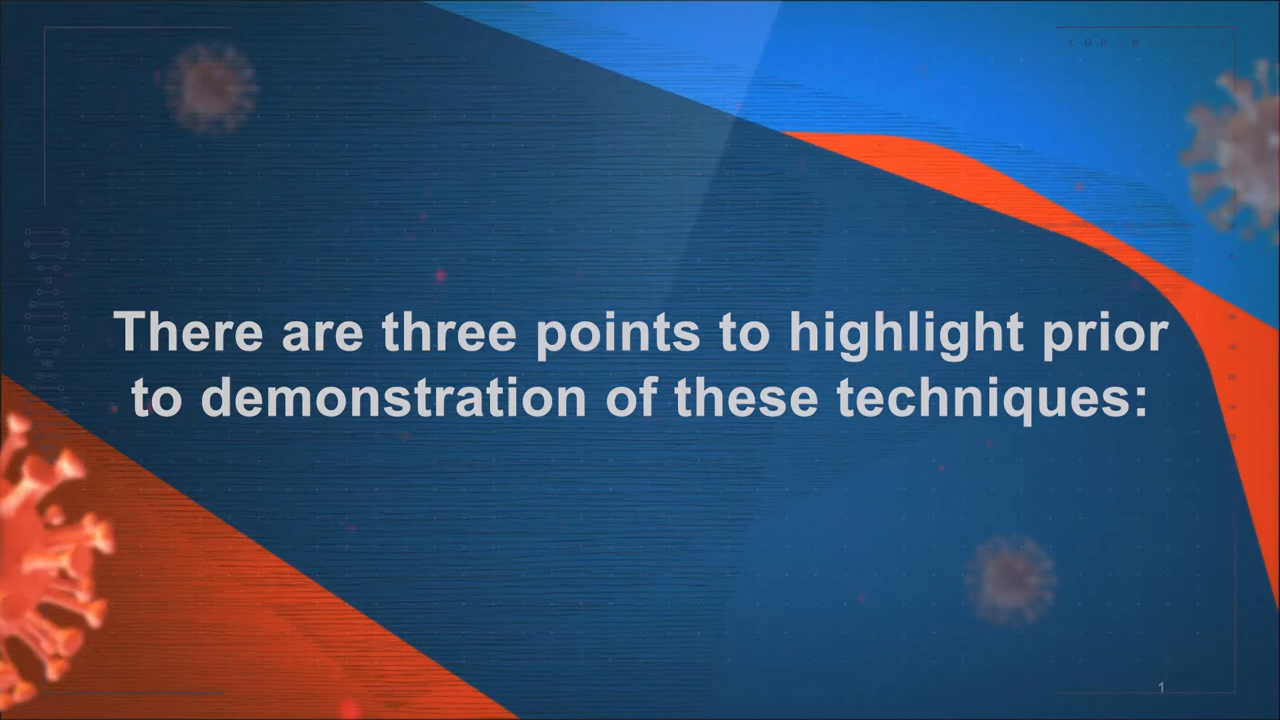 There are three points to highlight prior
to demonstration of these techniques:
1